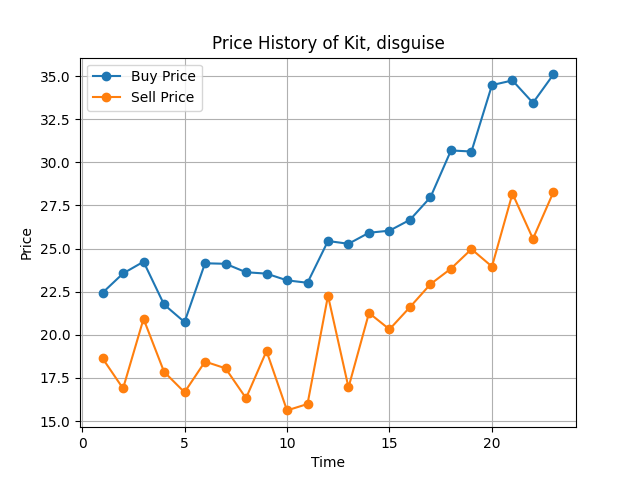 Price History of Kit, disguise
Buy Price
Sell Price
35.0
32.5
30.0
27.5
25.0
22.5
20.0
17.5
15.0
Price
0 5 10 15 20
Time